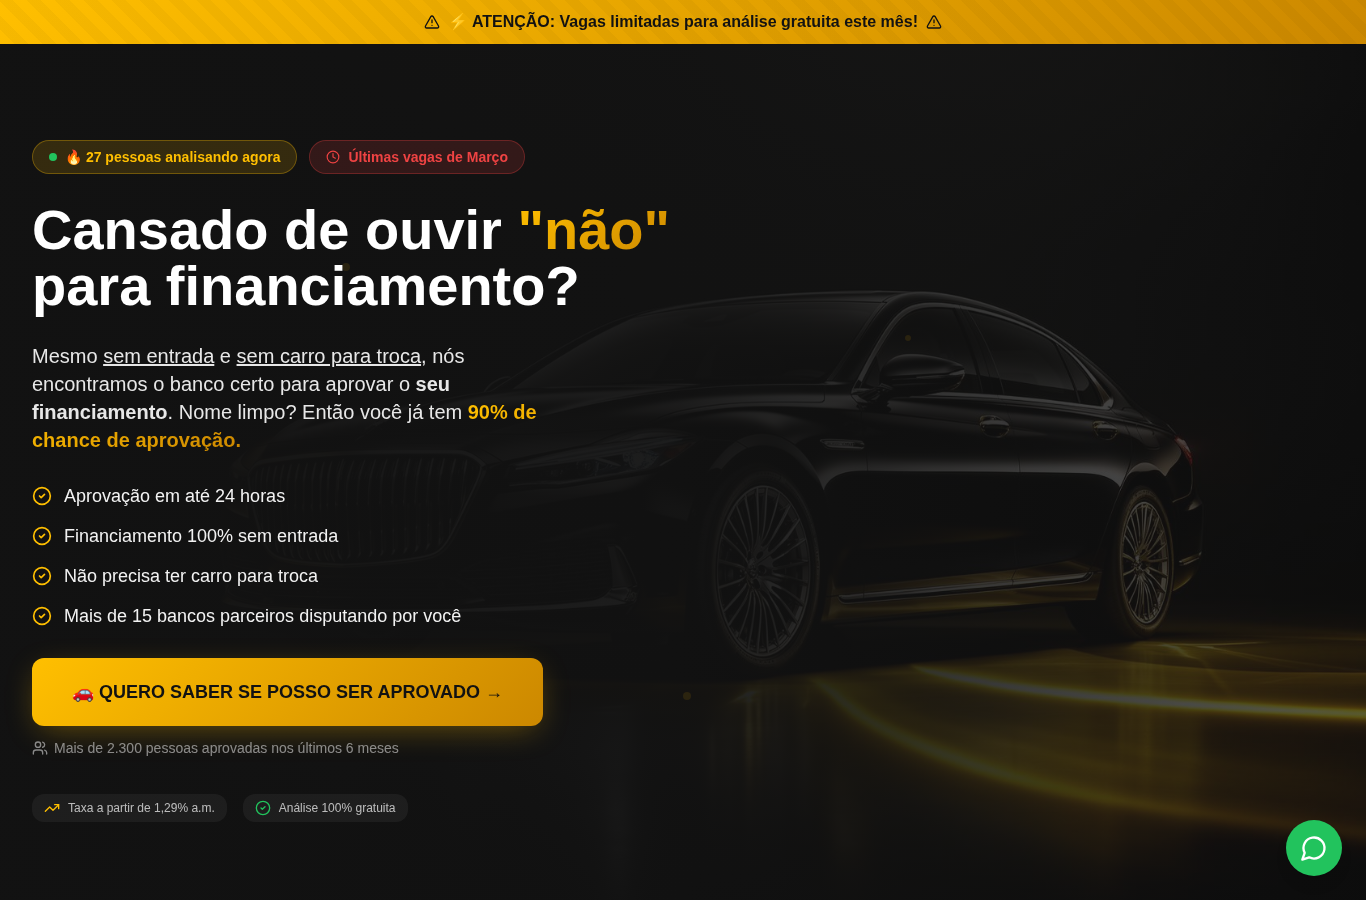 ⚡ ATENÇÃO: Vagas limitadas para análise gratuita este mês!
🔥 27 pessoas analisando agora
Últimas vagas de Março
Cansado de ouvir "não"
para financiamento?
Mesmo sem entrada e sem carro para troca, nós
encontramos o banco certo para aprovar o seu
financiamento. Nome limpo? Então você já tem 90% de
chance de aprovação.
Aprovação em até 24 horas
Financiamento 100% sem entrada
Não precisa ter carro para troca
Mais de 15 bancos parceiros disputando por você
🚗 QUERO SABER SE POSSO SER APROVADO →
Mais de 2.300 pessoas aprovadas nos últimos 6 meses
Taxa a partir de 1,29% a.m.
Análise 100% gratuita